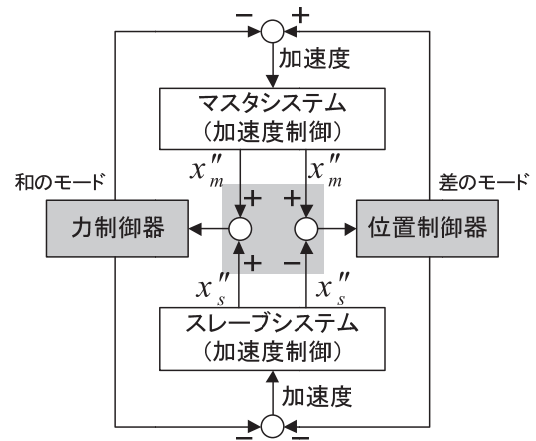 − +
加速度
マスタシステム
(加速度制御)
x″m x″m
和のモード 差のモード
+ +
力制御器 位置制御器
+ −
x″s x″s
スレーブシステム
(加速度制御)
加速度
− −